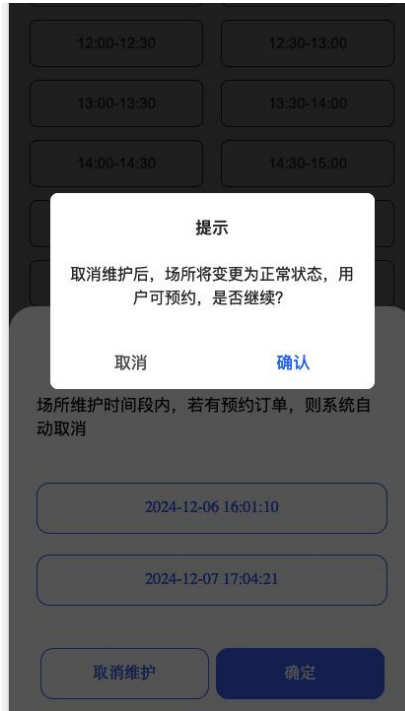 12:00-12:30
12:30-13:00
13:00-13:30
13:30-14:00
14:00-14:30
14:30-15:00
提示
取消维护后，场所将变更为正常状态，用
户可预约，是否继续？
取消
确认
场所维护时间段内，若有预约订单，则系统自
动取消
2024-12-06 16:01:10
2024-12-07 17:04:21
取消维护
确定